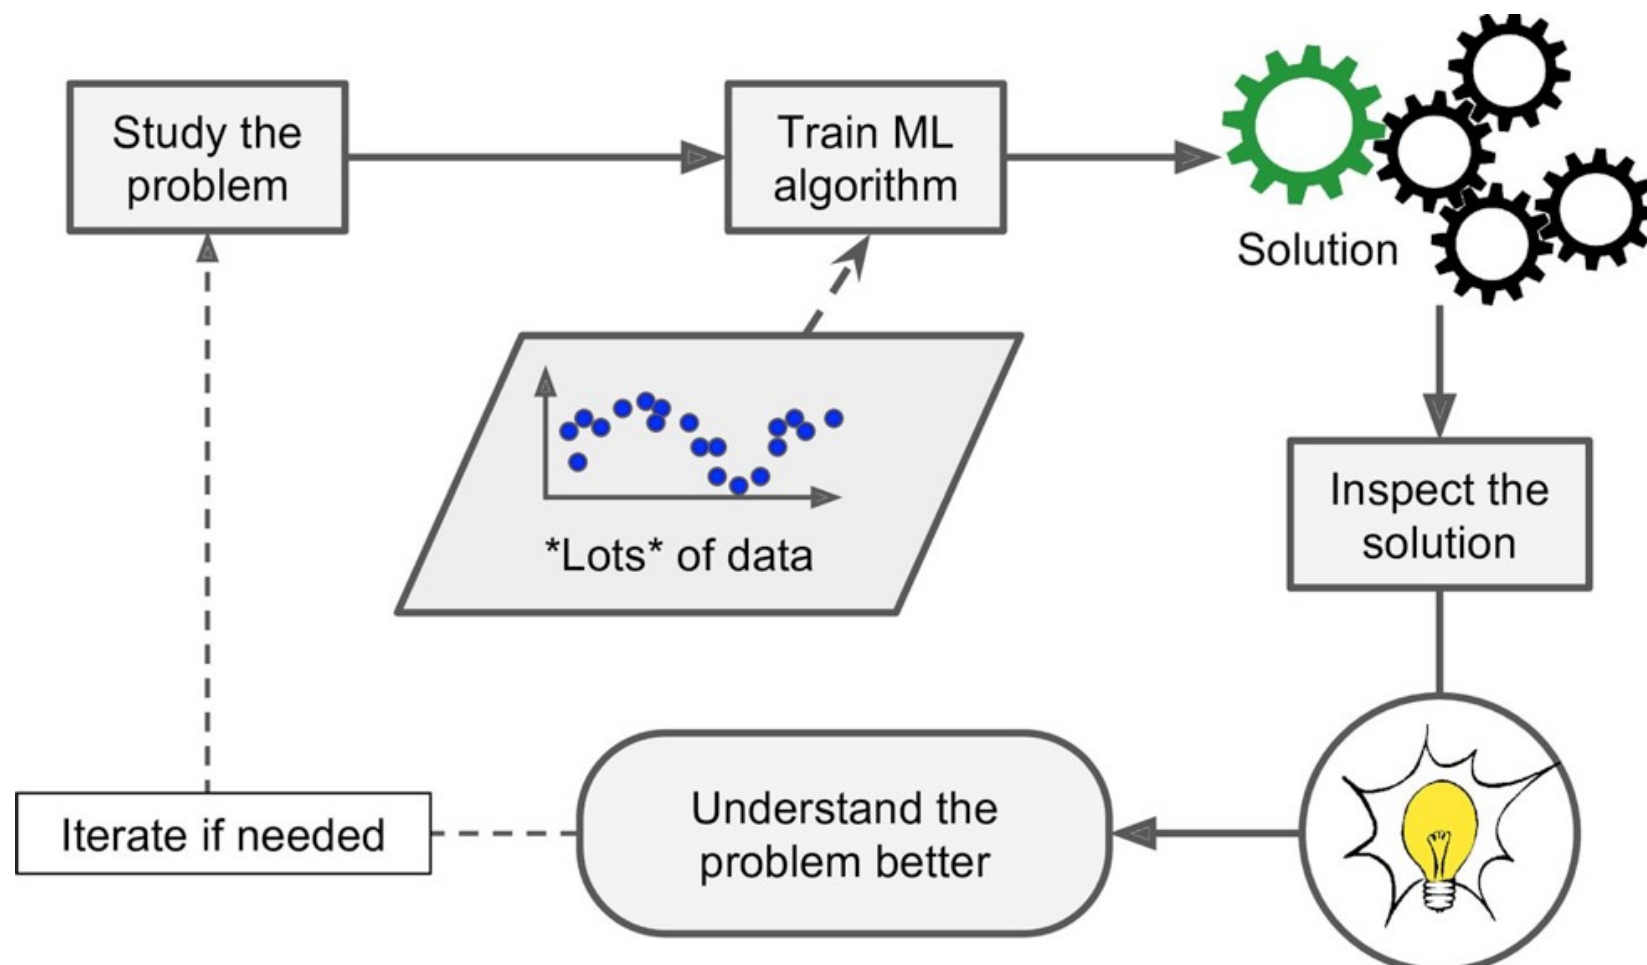 Study the
problem
Train ML
algorithm
Solution
*Lots* of data
Inspect the
solution
Understand the
problem better
Iterate if needed